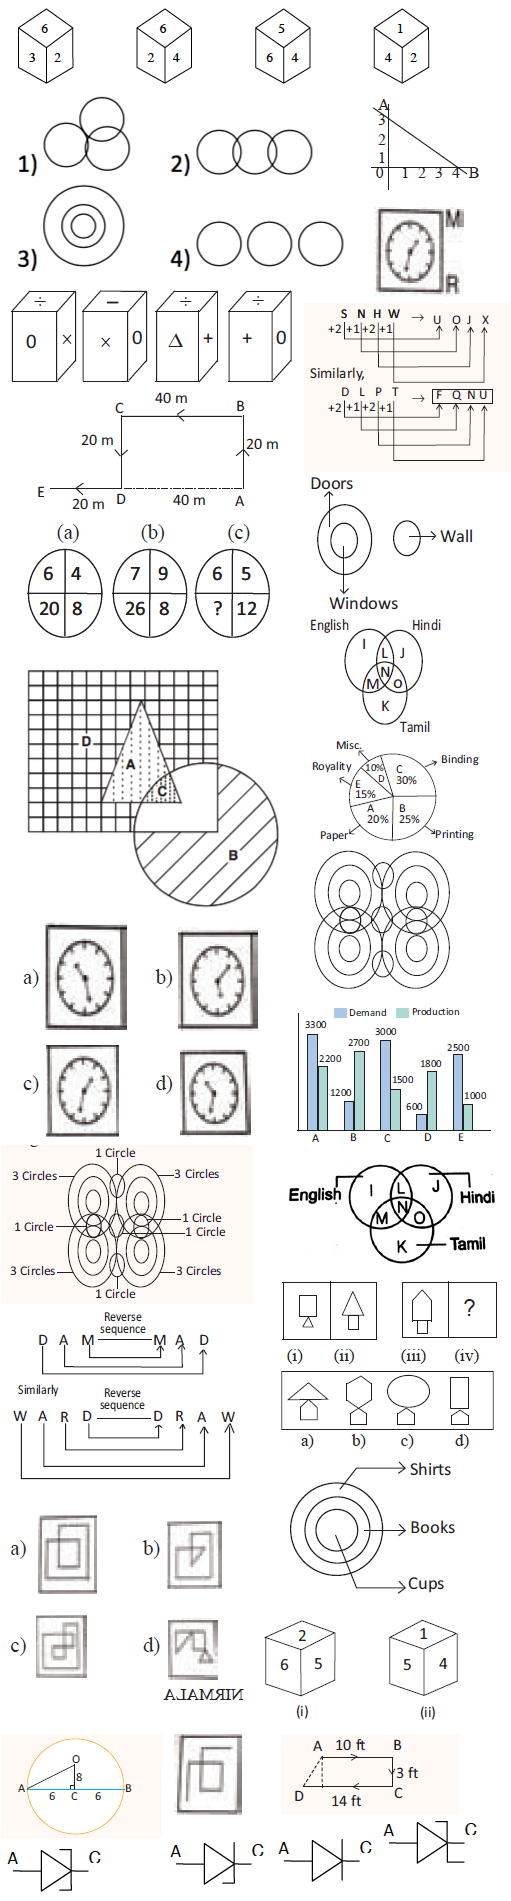 6 6 5 1
3 2 2 4 6 4 4 2
1) 2)
A
3
2
1
0 1 2 3 4 B
3) 4)
M
R
÷ − ÷ ÷
0 × × 0 Δ + + 0
S N H W → U O J X
+2 +1 +2 +1
Similarly,
D L P T → F Q N U
+2 +1 +2 +1
C 40 m B
20 m 20 m
E 20 m D 40 m A
(a) (b) (c)
6 4 7 9 6 5
20 8 26 8 ? 12
Doors
Wall
Windows
English Hindi
I L J
N
M O
K
Tamil
D
A
C
B
Misc.
Royality
Binding
10%
D
C
30%
E
15%
A
20%
B
25%
Paper Printing
a) b)
c) d)
Demand Production
3300 2200 1200 2700 3000 1500 600 1800 2500 1000
A B C D E
1 Circle
3 Circles 3 Circles
1 Circle 1 Circle
1 Circle
3 Circles 3 Circles
1 Circle
English I L J Hindi
N
M O
K Tamil
?
(i) (ii) (iii) (iv)
a) b) c) d)
Reverse
sequence
D A M M A D
Similarly Reverse
sequence
W A R D D R A W
Shirts
Books
Cups
a) b)
c) d)
NIRMALA
2 1
6 5 5 4
(i) (ii)
O
8
A 6 C 6 B
A 10 ft B
3 ft
D 14 ft C
A C A C A C A C